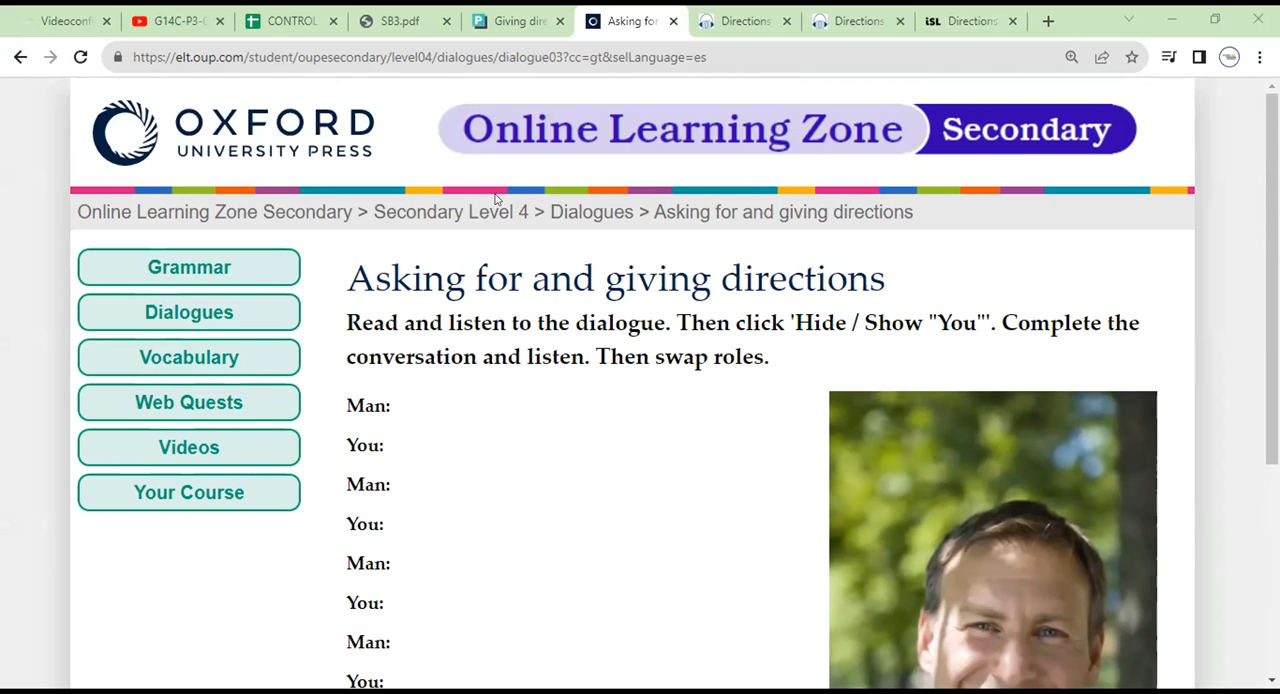 Videoconf
G14C-P3-
CONTROL
SB3.pdf
Giving dire
Asking for
Directions
Directions
iSL Directions
https://elt.oup.com/student/oupesecondary/level04/dialogues/dialogue03?cc=gt&selLanguage=es
OXFORD
UNIVERSITY PRESS
Online Learning Zone Secondary
Online Learning Zone Secondary > Secondary Level 4 > Dialogues > Asking for and giving directions
Grammar
Dialogues
Vocabulary
Web Quests
Videos
Your Course
Asking for and giving directions
Read and listen to the dialogue. Then click 'Hide / Show "You"'. Complete the
conversation and listen. Then swap roles.
Man:
You:
Man:
You:
Man:
You:
Man:
You: